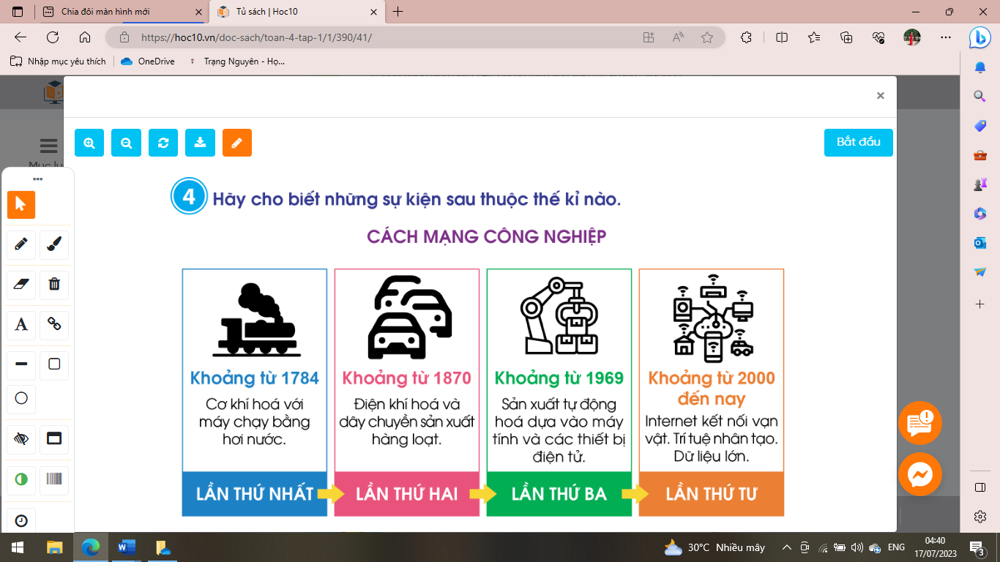 Chia đôi màn hình mới
Tủ sách | Hoc10
https://hoc10.vn/doc-sach/toan-4-tap-1/1/390/41/
Nhập mục yêu thích
OneDrive
Trạng Nguyên - Họ...
Bắt đầu
4 Hãy cho biết những sự kiện sau thuộc thế kỉ nào.
CÁCH MẠNG CÔNG NGHIỆP
Khoảng từ 1784
Cơ khí hoá với
máy chạy bằng
hơi nước.
LẦN THỨ NHẤT
Khoảng từ 1870
Điện khí hoá và
dây chuyền sản xuất
hàng loạt.
LẦN THỨ HAI
Khoảng từ 1969
Sản xuất tự động
hoá dựa vào máy
tính và các thiết bị
điện tử.
LẦN THỨ BA
Khoảng từ 2000
đến nay
Internet kết nối vạn
vật. Trí tuệ nhân tạo.
Dữ liệu lớn.
LẦN THỨ TƯ
30°C Nhiều mây
ENG
04:40
17/07/2023
3